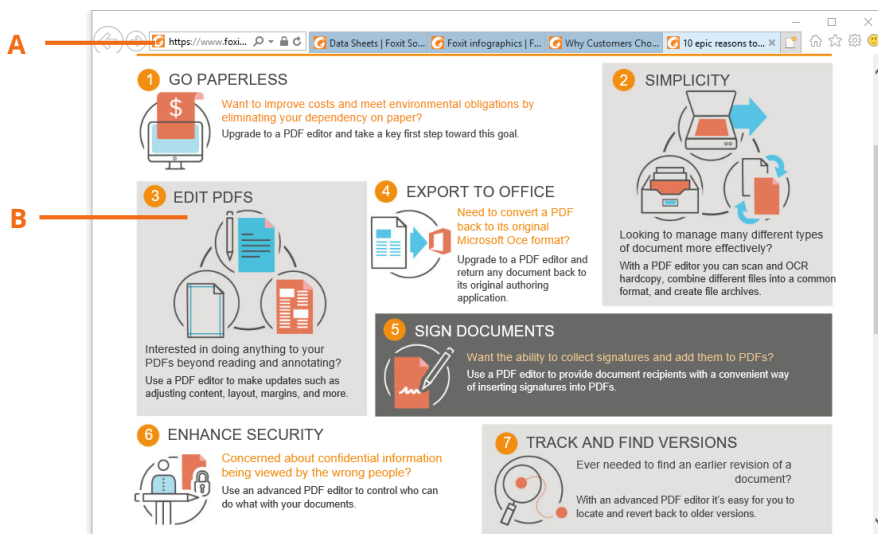 A
https://www.foxi...
Data Sheets | Foxit So...
Foxit infographics | F...
Why Customers Cho...
10 epic reasons to...
1 GO PAPERLESS
$
Want to improve costs and meet environmental obligations by
eliminating your dependency on paper?
Upgrade to a PDF editor and take a key first step toward this goal.
2 SIMPLICITY
Looking to manage many different types
of document more effectively?
With a PDF editor you can scan and OCR
hardcopy, combine different files into a common
format, and create file archives.
B
3 EDIT PDFS
Interested in doing anything to your
PDFs beyond reading and annotating?
Use a PDF editor to make updates such as
adjusting content, layout, margins, and more.
4 EXPORT TO OFFICE
Need to convert a PDF
back to its original
Microsoft Oce format?
Upgrade to a PDF editor and
return any document back to
its original authoring
application.
5 SIGN DOCUMENTS
Want the ability to collect signatures and add them to PDFs?
Use a PDF editor to provide document recipients with a convenient way
of inserting signatures into PDFs.
6 ENHANCE SECURITY
Concerned about confidential information
being viewed by the wrong people?
Use an advanced PDF editor to control who can
do what with your documents.
7 TRACK AND FIND VERSIONS
Ever needed to find an earlier revision of a
document?
With an advanced PDF editor it's easy for you to
locate and revert back to older versions.